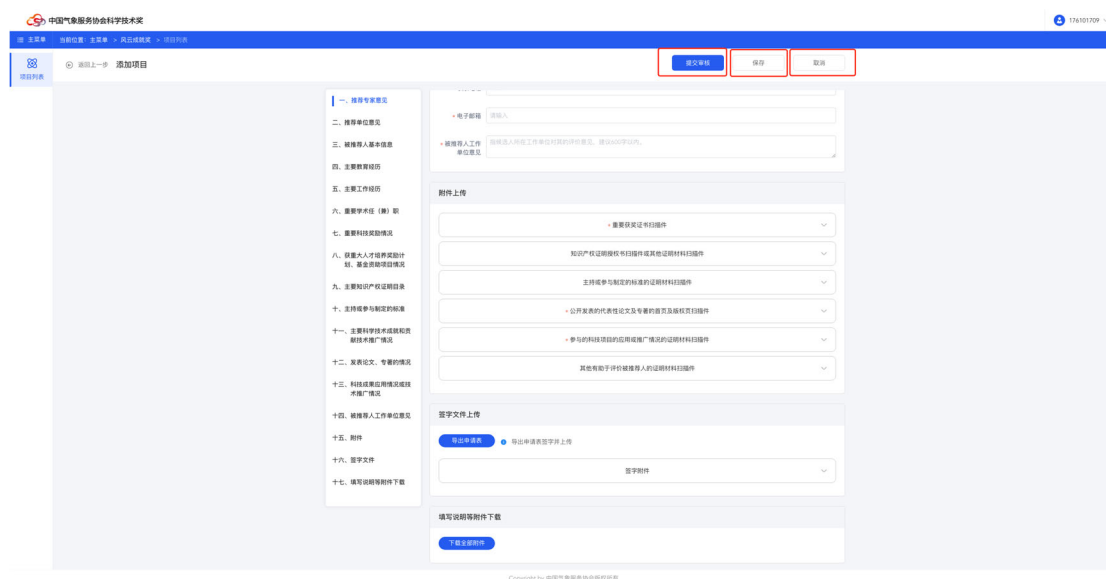 中国气象服务协会科学技术奖
176101709
主菜单
当前位置: 主菜单 > 风云成就奖 > 项目列表
项目列表
返回上一步 添加项目
提交审核
保存
取消
一、推荐专家意见
二、推荐单位意见
三、被推荐人基本信息
四、主要教育经历
五、主要工作经历
六、重要学术任(兼)职
七、重要科技奖励情况
八、获重大人才培养奖励计
划、基金资助项目情况
九、主要知识产权证明目录
十、主持或参与制定的标准
十一、主要科学技术成就和贡
献技术推广情况
十二、发表论文、专著的情况
十三、科技成果应用情况或技
术推广情况
十四、被推荐人工作单位意见
十五、附件
十六、签字文件
十七、填写说明等附件下载
* 电子邮箱
请输入
* 被推荐人工作
单位意见
附件上传
* 重要获奖证书扫描件
知识产权证明授权书扫描件或其他证明材料扫描件
主持或参与制定的标准的证明材料扫描件
* 公开发表的代表性论文及专著的首页及版权页扫描件
* 参与的科技项目的应用或推广情况的证明材料扫描件
其他有助于评价被推荐人的证明材料扫描件
签字文件上传
导出申请表
导出申请表签字并上传
签字附件
填写说明等附件下载
下载全部附件
Copyright by 中国气象服务协会版权所有